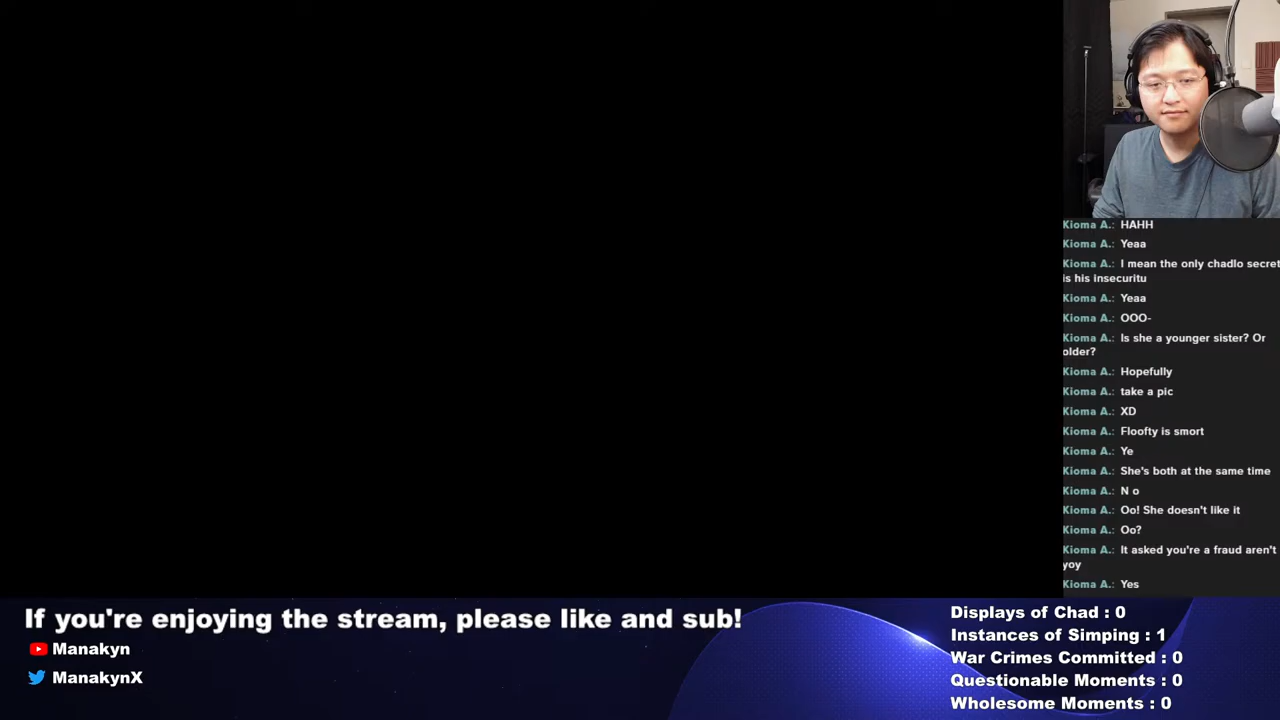 Kioma A.: HAHH
Kioma A.: Yeaa
Kioma A.: I mean the only chadlo secret
is his insecuritu
Kioma A.: Yeaa
Kioma A.: OOO-
Kioma A.: Is she a younger sister? Or
older?
Kioma A.: Hopefully
Kioma A.: take a pic
Kioma A.: XD
Kioma A.: Floofty is smort
Kioma A.: Ye
Kioma A.: She's both at the same time
Kioma A.: N o
Kioma A.: Oo! She doesn't like it
Kioma A.: Oo?
Kioma A.: It asked you're a fraud aren't
yoy
Kioma A.: Yes
If you're enjoying the stream, please like and sub!
Manakyn
ManakynX
Displays of Chad : 0
Instances of Simping : 1
War Crimes Committed : 0
Questionable Moments : 0
Wholesome Moments : 0